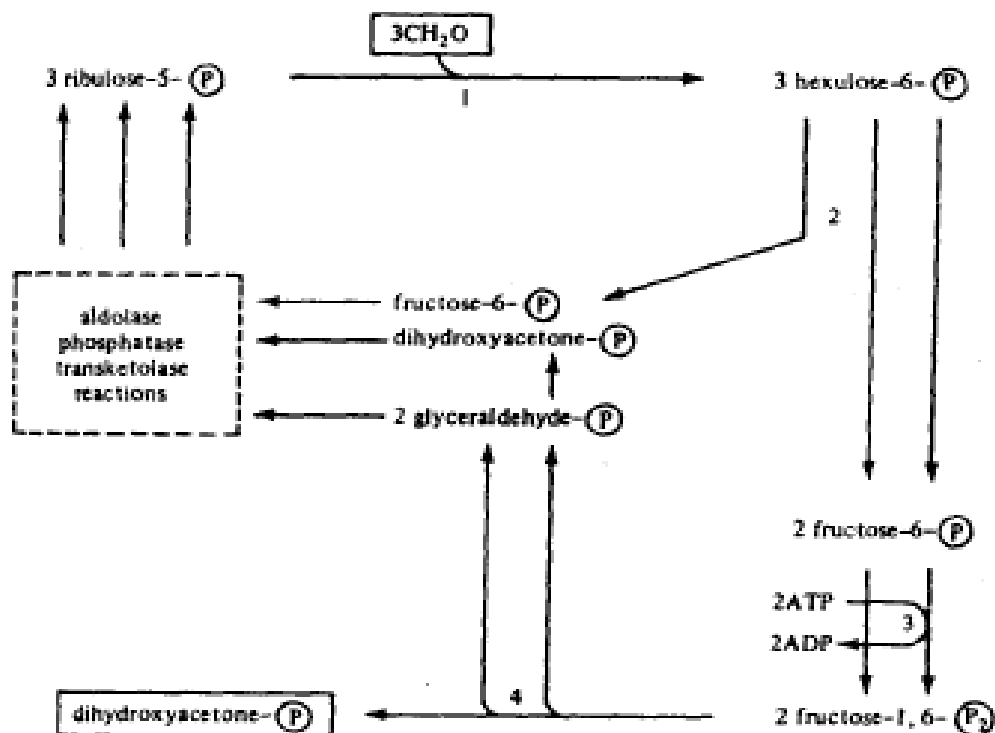 3CH₂O
3 ribulose-5-P
1
3 hexulose-6-P
2
fructose-6-P
aldolase
phosphatase
transketolase
reactions
dihydroxyacetone-P
2 glyceraldehyde-P
2 fructose-6-P
2ATP
3
2ADP
4
dihydroxyacetone-P
2 fructose-1, 6-P₂